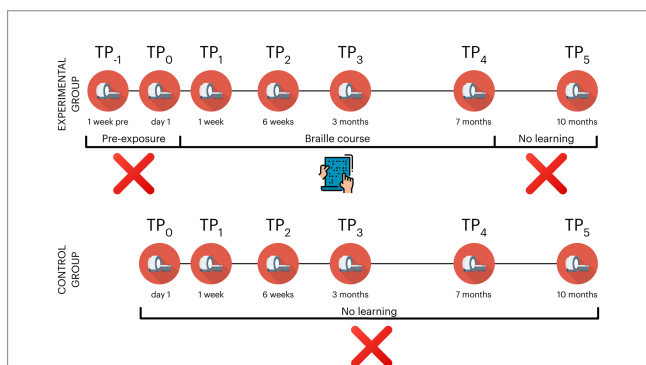 EXPERIMENTAL
GROUP
TP-1 TP0 TP1 TP2 TP3 TP4 TP5
1 week pre day 1 1 week 6 weeks 3 months 7 months 10 months
Pre-exposure Braille course No learning
CONTROL
GROUP
TP0 TP1 TP2 TP3 TP4 TP5
day 1 1 week 6 weeks 3 months 7 months 10 months
No learning